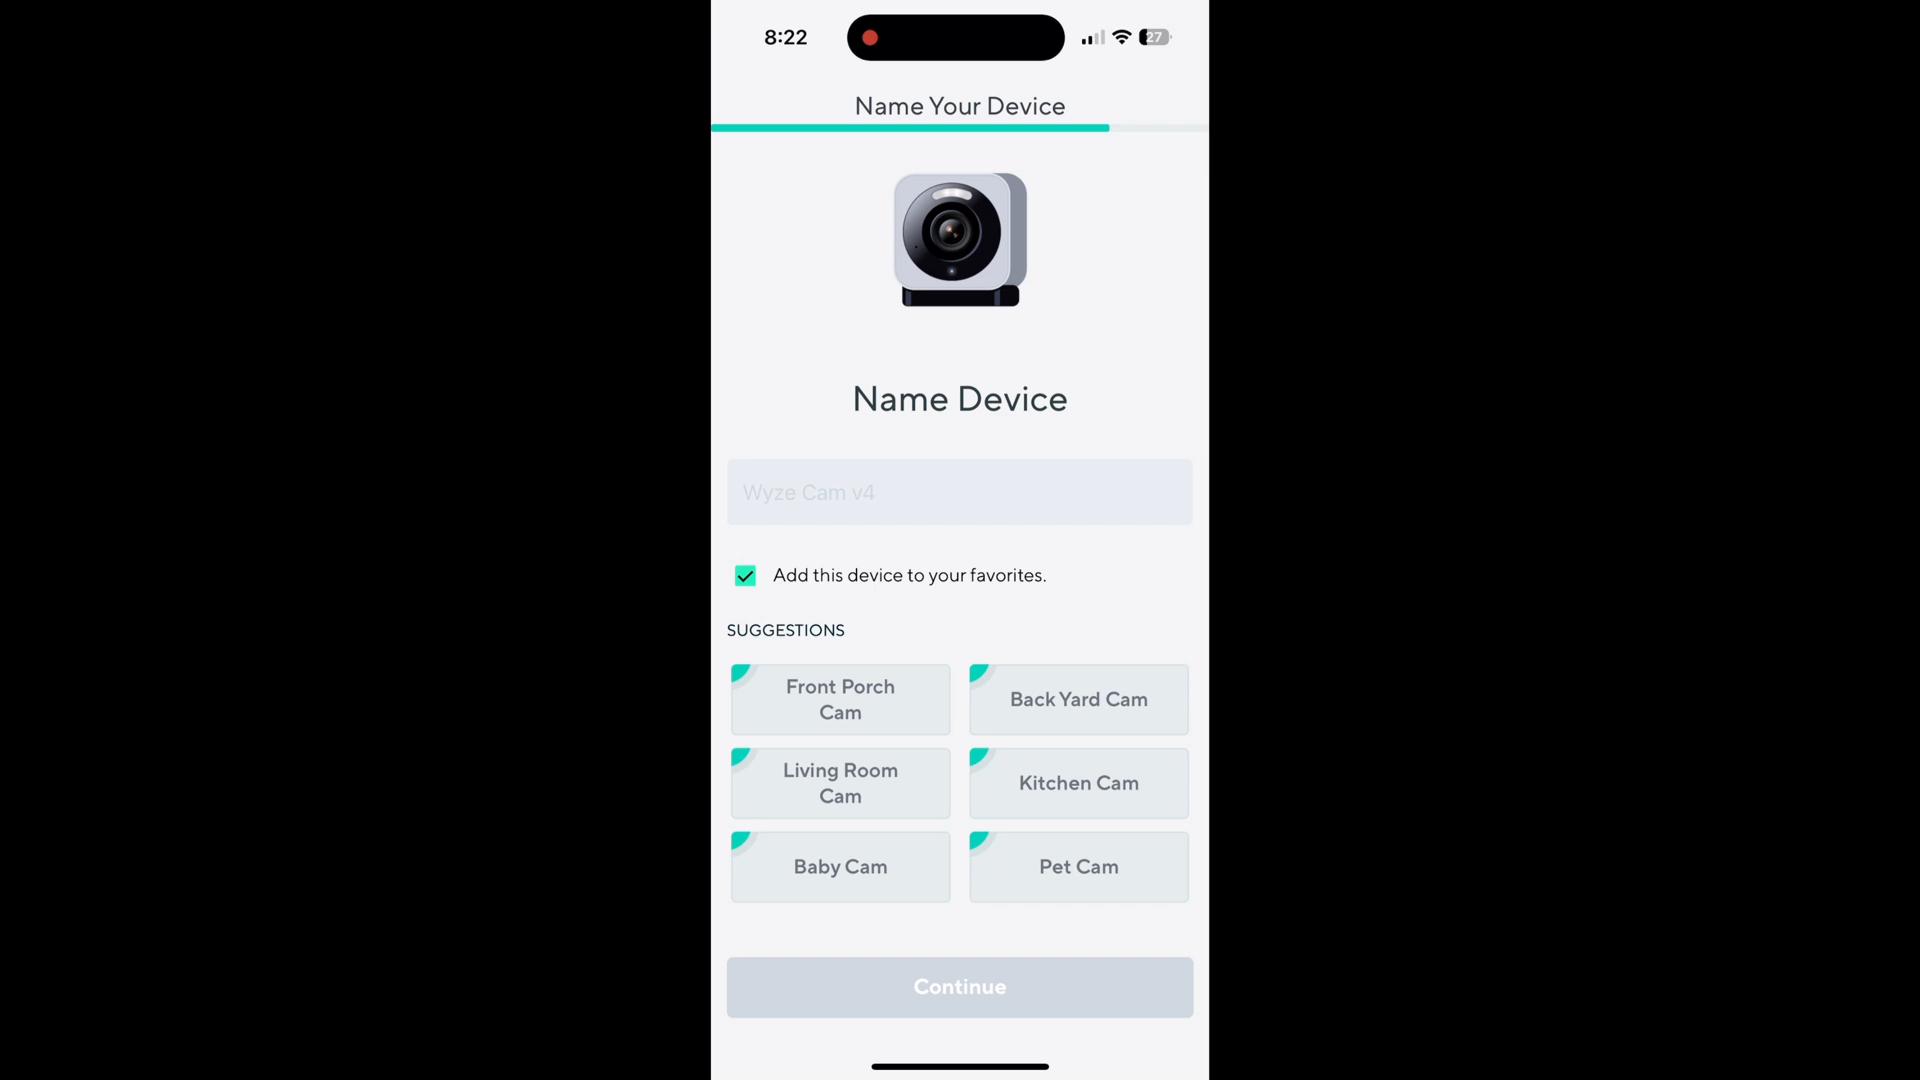 8:22
27
Name Your Device
Name Device
Wyze Cam v4
Add this device to your favorites.
SUGGESTIONS
Front Porch
Cam
Back Yard Cam
Living Room
Cam
Kitchen Cam
Baby Cam
Pet Cam
Continue